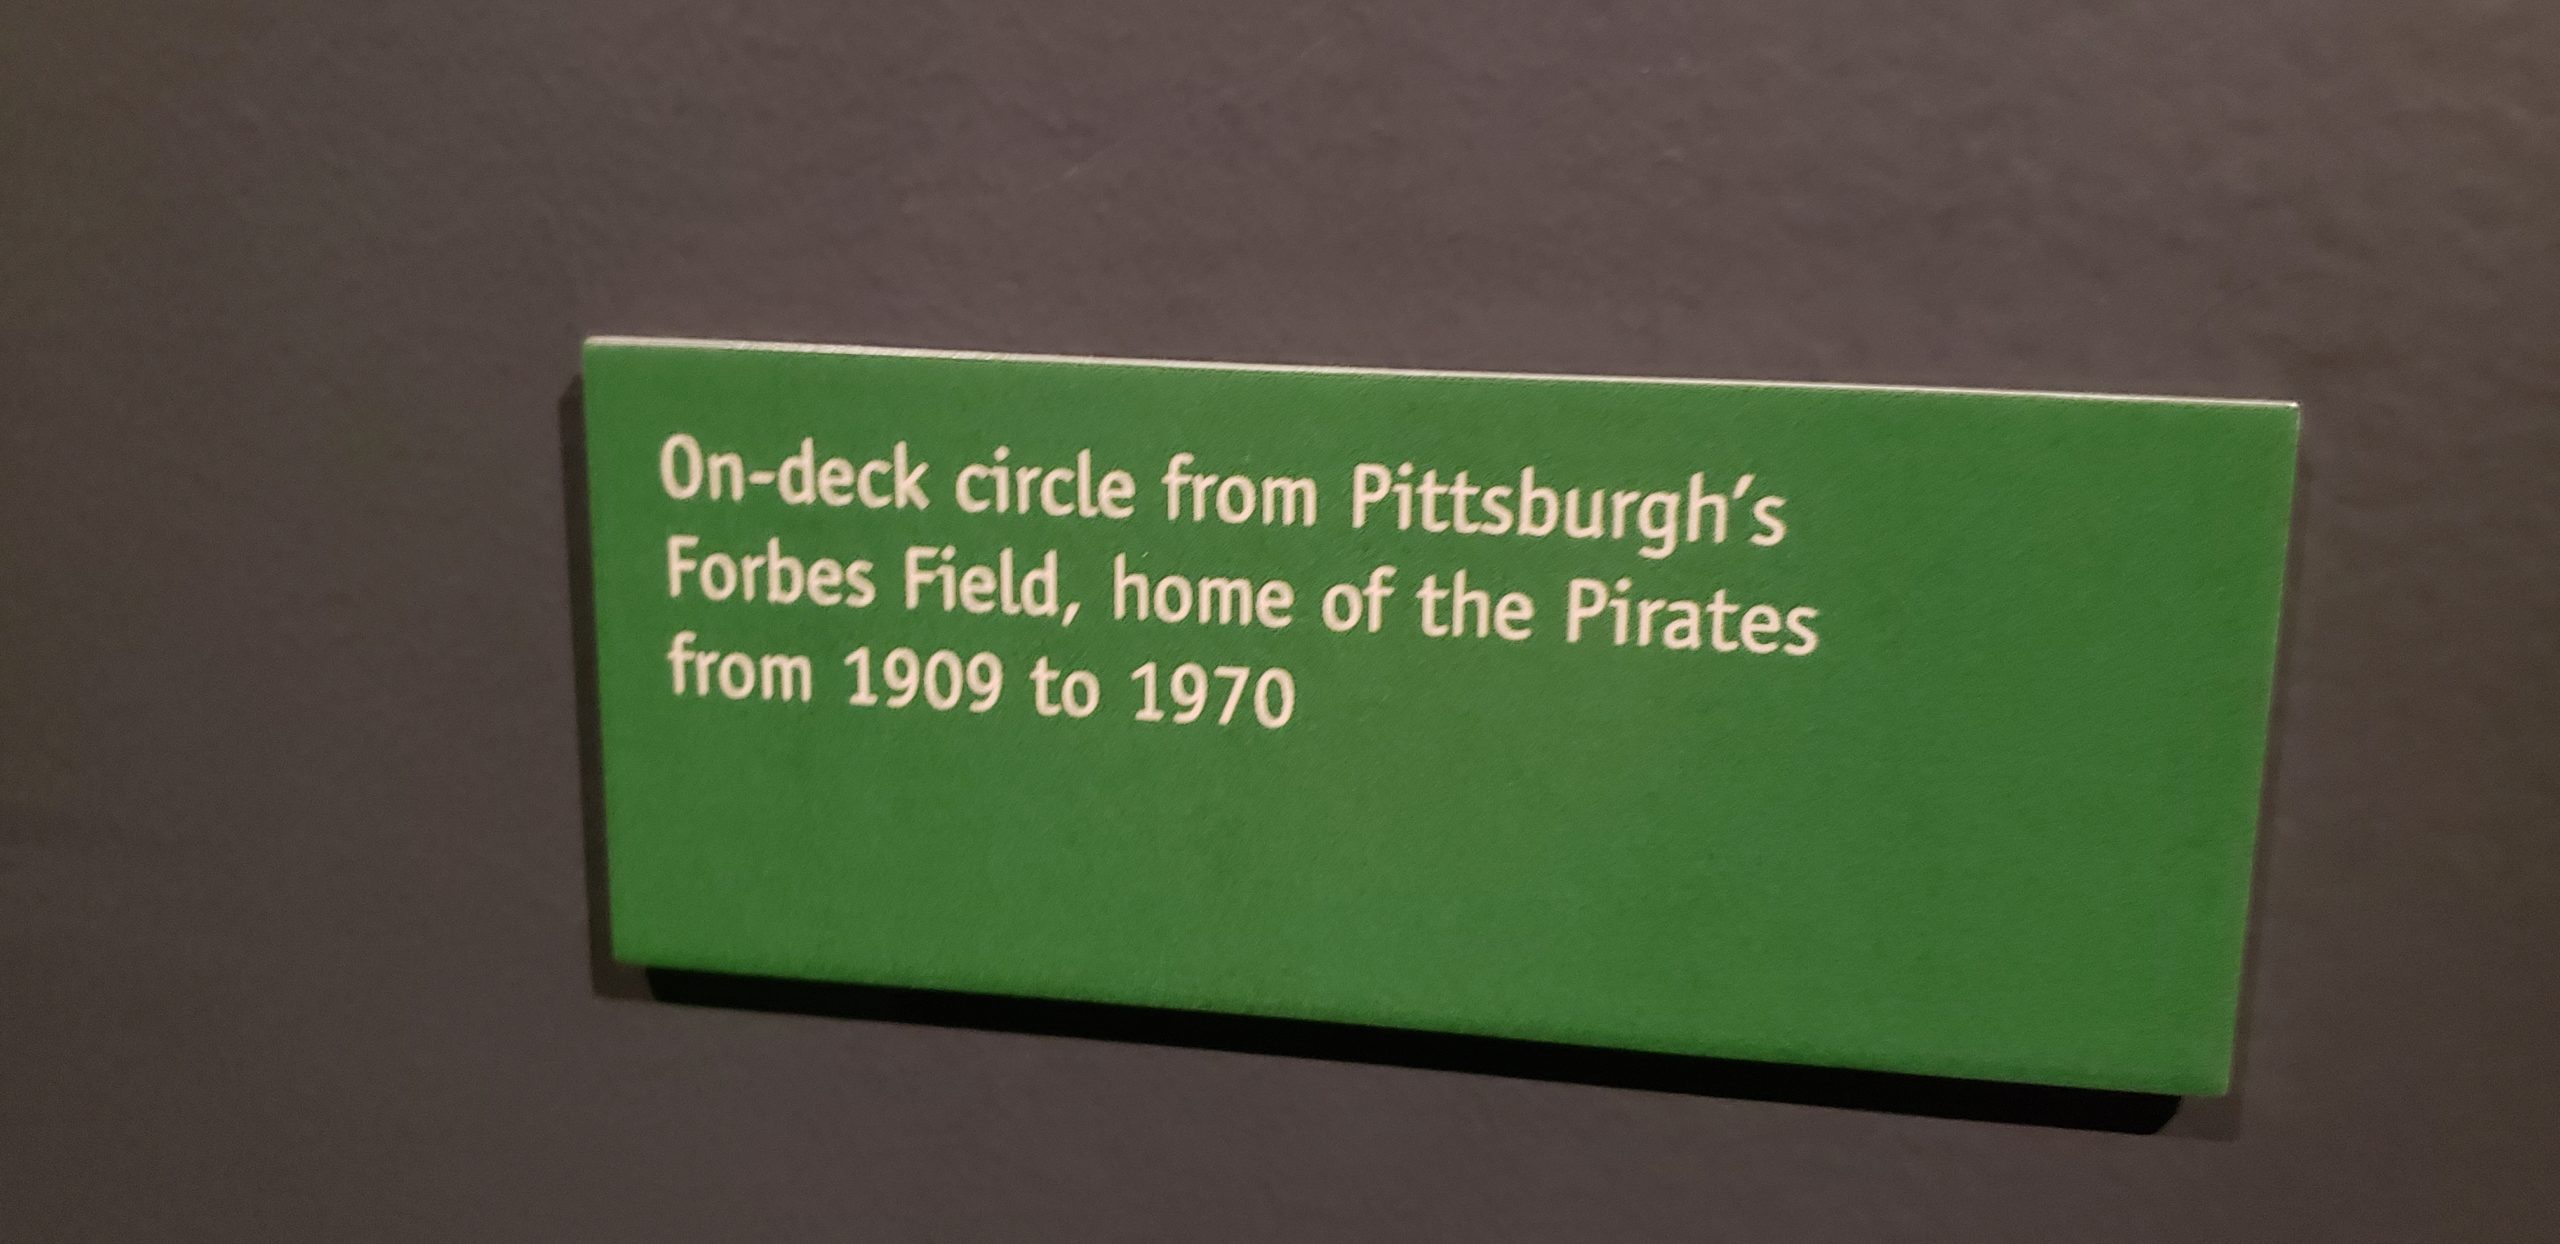 On-deck circle from Pittsburgh's
Forbes Field, home of the Pirates
from 1909 to 1970